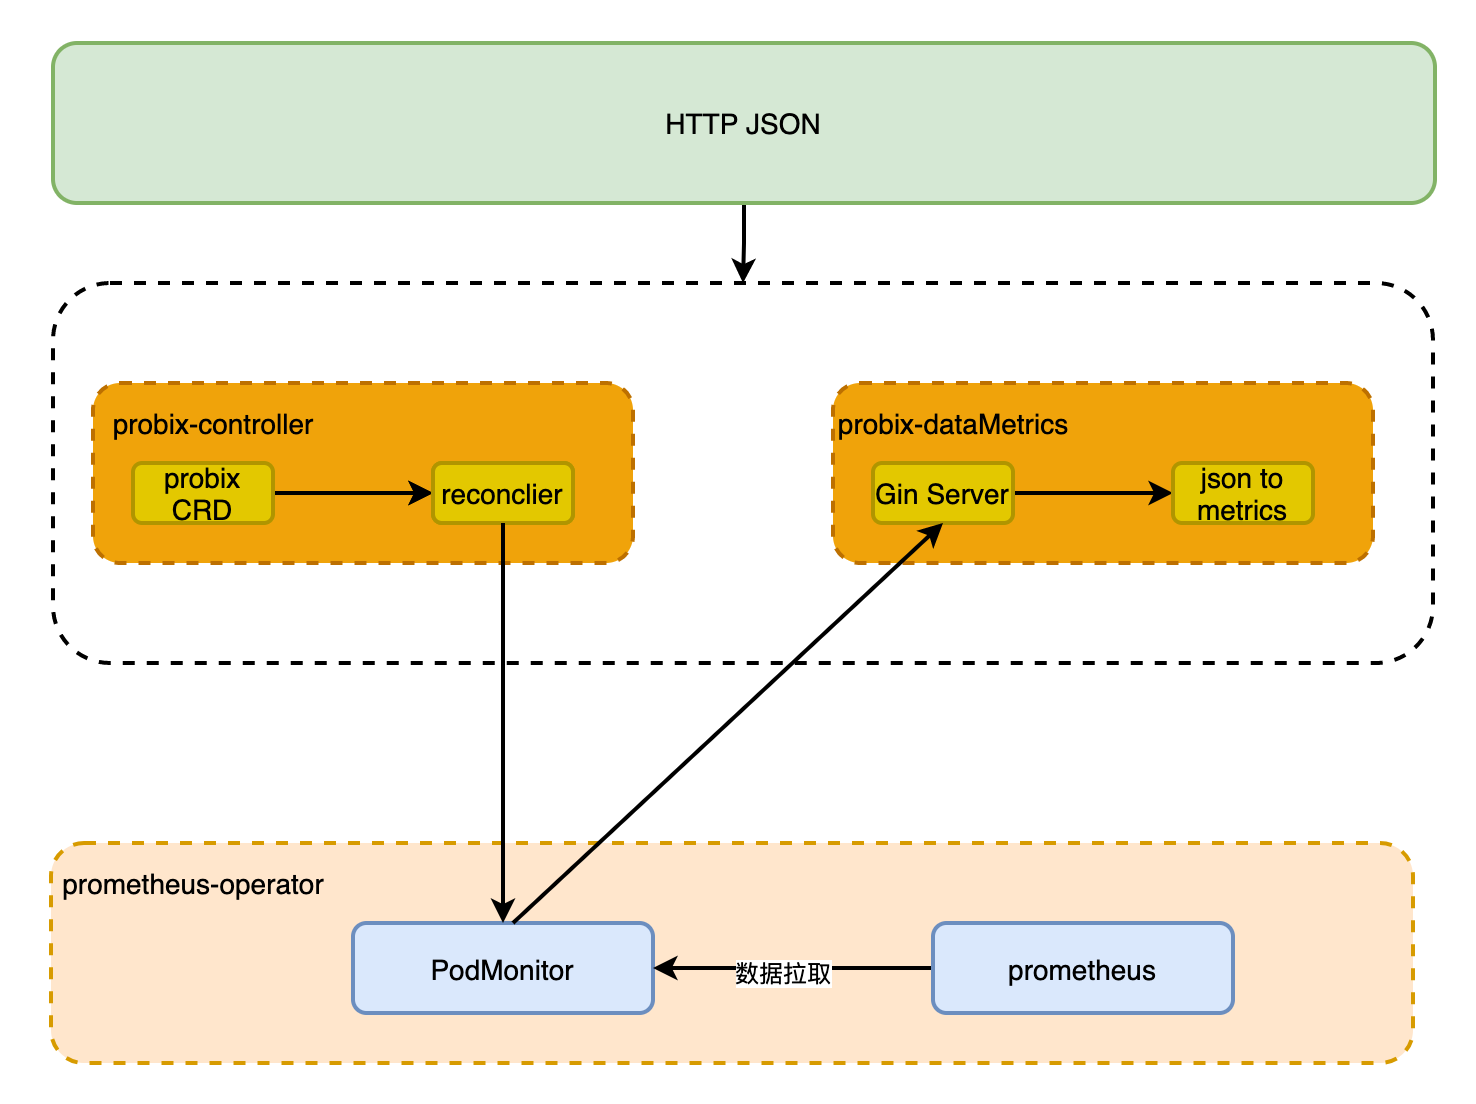 HTTP JSON
probix-controller
probix
CRD
reconclier
probix-dataMetrics
Gin Server
json to
metrics
prometheus-operator
PodMonitor
数据拉取
prometheus